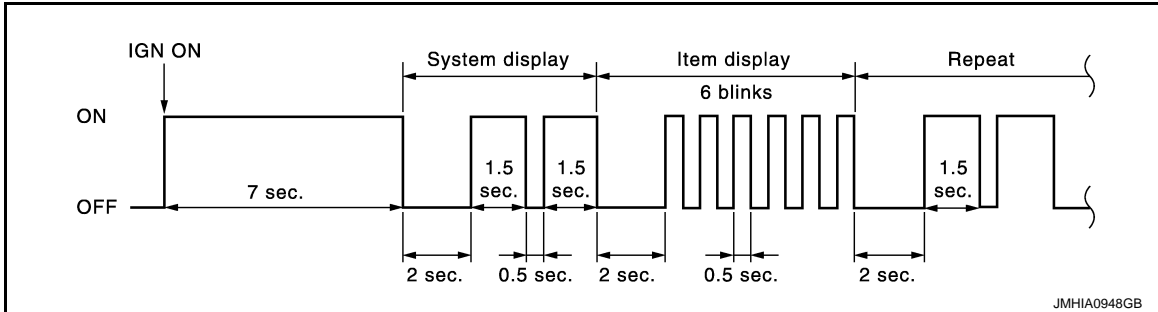 IGN ON
System display
Item display
Repeat
6 blinks
ON
1.5
sec.
1.5
sec.
1.5
sec.
7 sec.
OFF
2 sec.
0.5 sec.
2 sec.
0.5 sec.
2 sec.
JMHIA0948GB